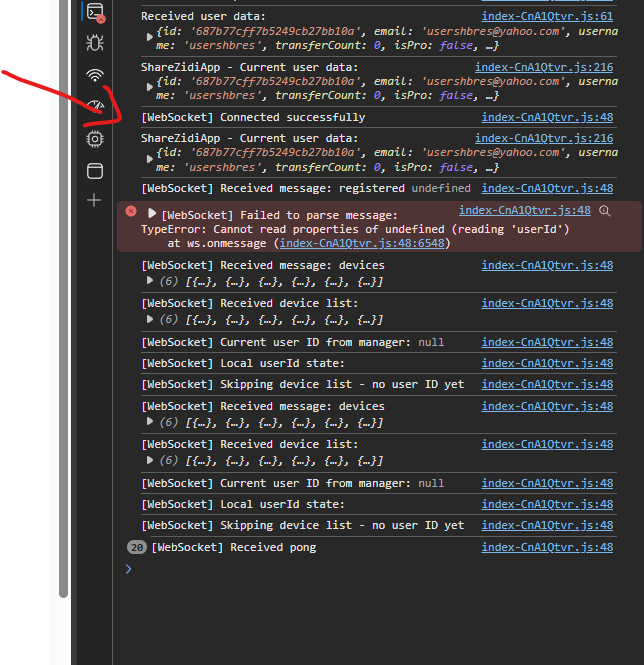 Received user data: index-CnA1Qtvr.js:61
{id: '687b77cff7b5249cb27bb10a', email: 'usershbres@yahoo.com', userna
me: 'usershbres', transferCount: 0, isPro: false, …}
ShareZidiApp - Current user data: index-CnA1Qtvr.js:216
{id: '687b77cff7b5249cb27bb10a', email: 'usershbres@yahoo.com', userna
me: 'usershbres', transferCount: 0, isPro: false, …}
[WebSocket] Connected successfully index-CnA1Qtvr.js:48
ShareZidiApp - Current user data: index-CnA1Qtvr.js:216
{id: '687b77cff7b5249cb27bb10a', email: 'usershbres@yahoo.com', userna
me: 'usershbres', transferCount: 0, isPro: false, …}
[WebSocket] Received message: registered undefined index-CnA1Qtvr.js:48
[WebSocket] Failed to parse message: index-CnA1Qtvr.js:48
TypeError: Cannot read properties of undefined (reading 'userId')
at ws.onmessage (index-CnA1Qtvr.js:48:6548)
[WebSocket] Received message: devices index-CnA1Qtvr.js:48
(6) [{…}, {…}, {…}, {…}, {…}, {…}]
[WebSocket] Received device list: index-CnA1Qtvr.js:48
(6) [{…}, {…}, {…}, {…}, {…}, {…}]
[WebSocket] Current user ID from manager: null index-CnA1Qtvr.js:48
[WebSocket] Local userId state: index-CnA1Qtvr.js:48
[WebSocket] Skipping device list - no user ID yet index-CnA1Qtvr.js:48
[WebSocket] Received message: devices index-CnA1Qtvr.js:48
(6) [{…}, {…}, {…}, {…}, {…}, {…}]
[WebSocket] Received device list: index-CnA1Qtvr.js:48
(6) [{…}, {…}, {…}, {…}, {…}, {…}]
[WebSocket] Current user ID from manager: null index-CnA1Qtvr.js:48
[WebSocket] Local userId state: index-CnA1Qtvr.js:48
[WebSocket] Skipping device list - no user ID yet index-CnA1Qtvr.js:48
20 [WebSocket] Received pong index-CnA1Qtvr.js:48